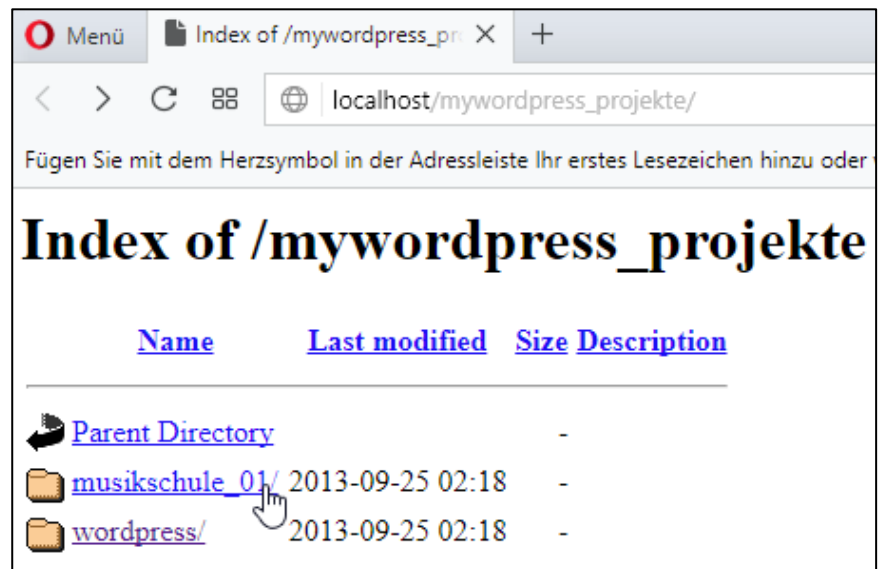 Menü Index of /mywordpress_pr
localhost/mywordpress_projekte/
Fügen Sie mit dem Herzsymbol in der Adressleiste Ihr erstes Lesezeichen hinzu oder
Index of /mywordpress_projekte
Name Last modified Size Description
Parent Directory -
musikschule_01/ 2013-09-25 02:18 -
wordpress/ 2013-09-25 02:18 -